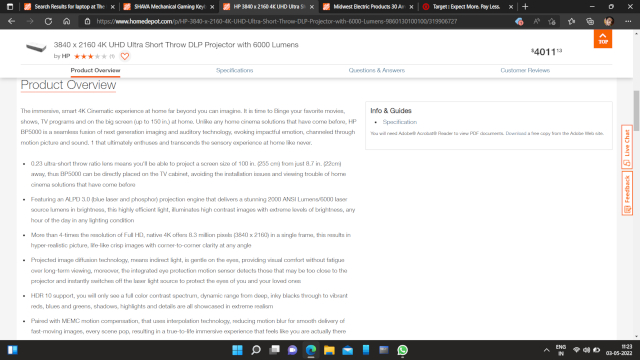 Search Results for laptop at The
SHAVA Mechanical Gaming Key
HP 3840 x 2160 4K UHD Ultra S
Midwest Electric Products 30 A
Target : Expect More. Pay Less.
https://www.homedepot.com/p/HP-3840-x-2160-4K-UHD-Ultra-Short-Throw-DLP-Projector-with-6000-Lumens-9860130100100/319906727
3840 x 2160 4K UHD Ultra Short Throw DLP Projector with 6000 Lumens
by HP
$4011 13
TOP
Product Overview
Specifications
Questions & Answers
Customer Reviews
Product Overview
The immersive, smart 4K Cinematic experience at home far beyond you can imagine. It is time to Binge your favorite movies,
shows, TV programs and on the big screen (up to 150 in.) at home. Unlike any home cinema solutions that have come before, HP
BP5000 is a seamless fusion of next generation imaging and auditory technology, evoking impactful emotion, channeled through
motion picture and sound. 1 that ultimately enthuses and transcends the sensory experience at home like never.
0.23 ultra-short throw ratio lens means you'll be able to project a screen size of 100 in. (255 cm) from just 8.7 in. (22cm)
away, thus BP5000 can be directly placed on the TV cabinet, avoiding the installation issues and viewing trouble of home
cinema solutions that have come before
Featuring an ALPD 3.0 (blue laser and phosphor) projection engine that delivers a stunning 2000 ANSI Lumens/6000 laser
source lumens in brightness, this highly efficient light, illuminates high contrast images with extreme levels of brightness, any
hour of the day in any lighting condition
More than 4-times the resolution of Full HD, native 4K offers 8.3 million pixels (3840 x 2160) in a single frame, this results in
hyper-realistic picture, life-like crisp images with corner-to-corner clarity at any angle
Projected image diffusion technology, means indirect light, is gentle on the eyes, providing visual comfort without fatigue
over long-term viewing, moreover, the integrated eye protection motion sensor detects those that may be too close to the
projector and instantly switches off the laser light source to protect the eyes of you and your loved ones
HDR 10 support, you will only see a full color contrast spectrum, dynamic range from deep, inky blacks through to vibrant
reds, blues and greens, shadows, highlights and details are all showcased in extreme realism
Paired with MEMC motion compensation, that uses interpolation technology, reducing motion blur for smooth delivery of
fast-moving images, every scene pop, resulting in a true-to-life immersive experience that feels like you are actually there
Info & Guides
Specification
You will need Adobe® Acrobat® Reader to view PDF documents. Download a free copy from the Adobe Web site.
Live Chat
Feedback
ENG
IN
11:23
03-05-2022